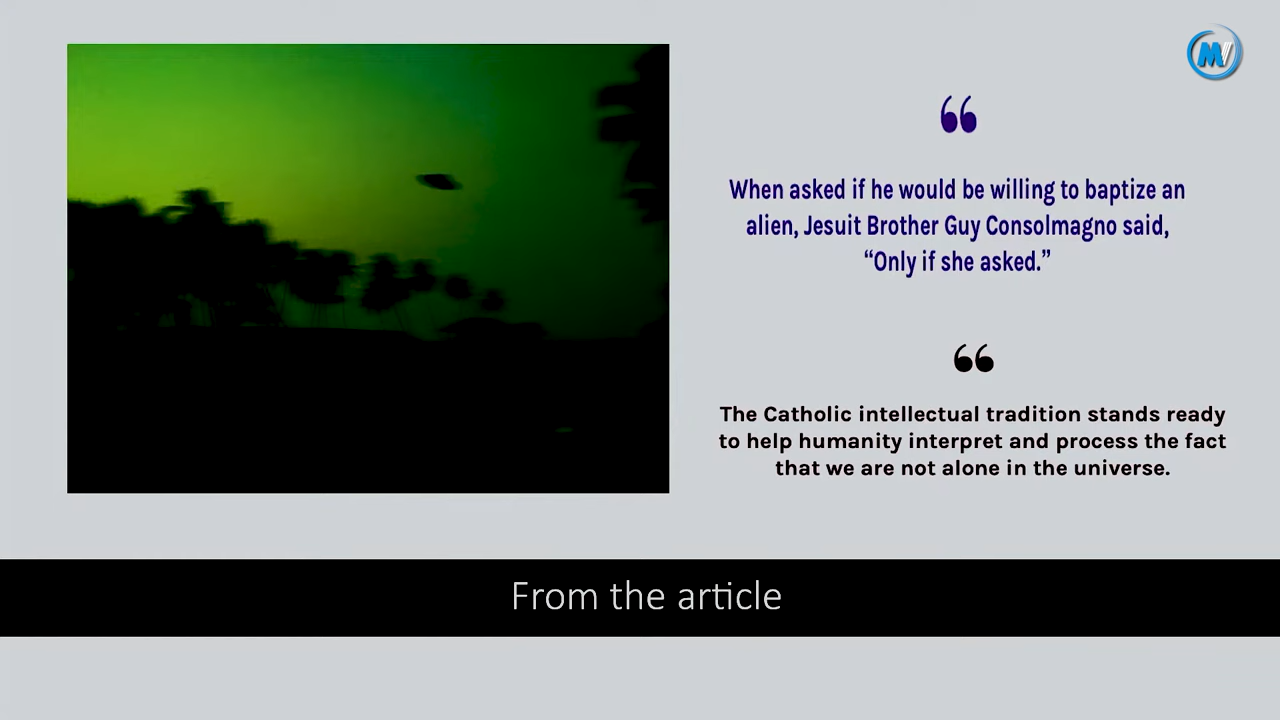 MV
“
When asked if he would be willing to baptize an
alien, Jesuit Brother Guy Consolmagno said,
“Only if she asked.”
“
The Catholic intellectual tradition stands ready
to help humanity interpret and process the fact
that we are not alone in the universe.
From the article